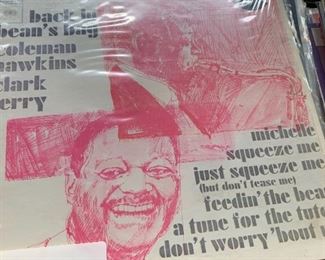 back in
bean's bag
coleman
hawkins
clark
terry
michelle
squeeze me
just squeeze me
(but don't tease me)
feedin' the bea
a tune for the tuto
don't worry 'bout